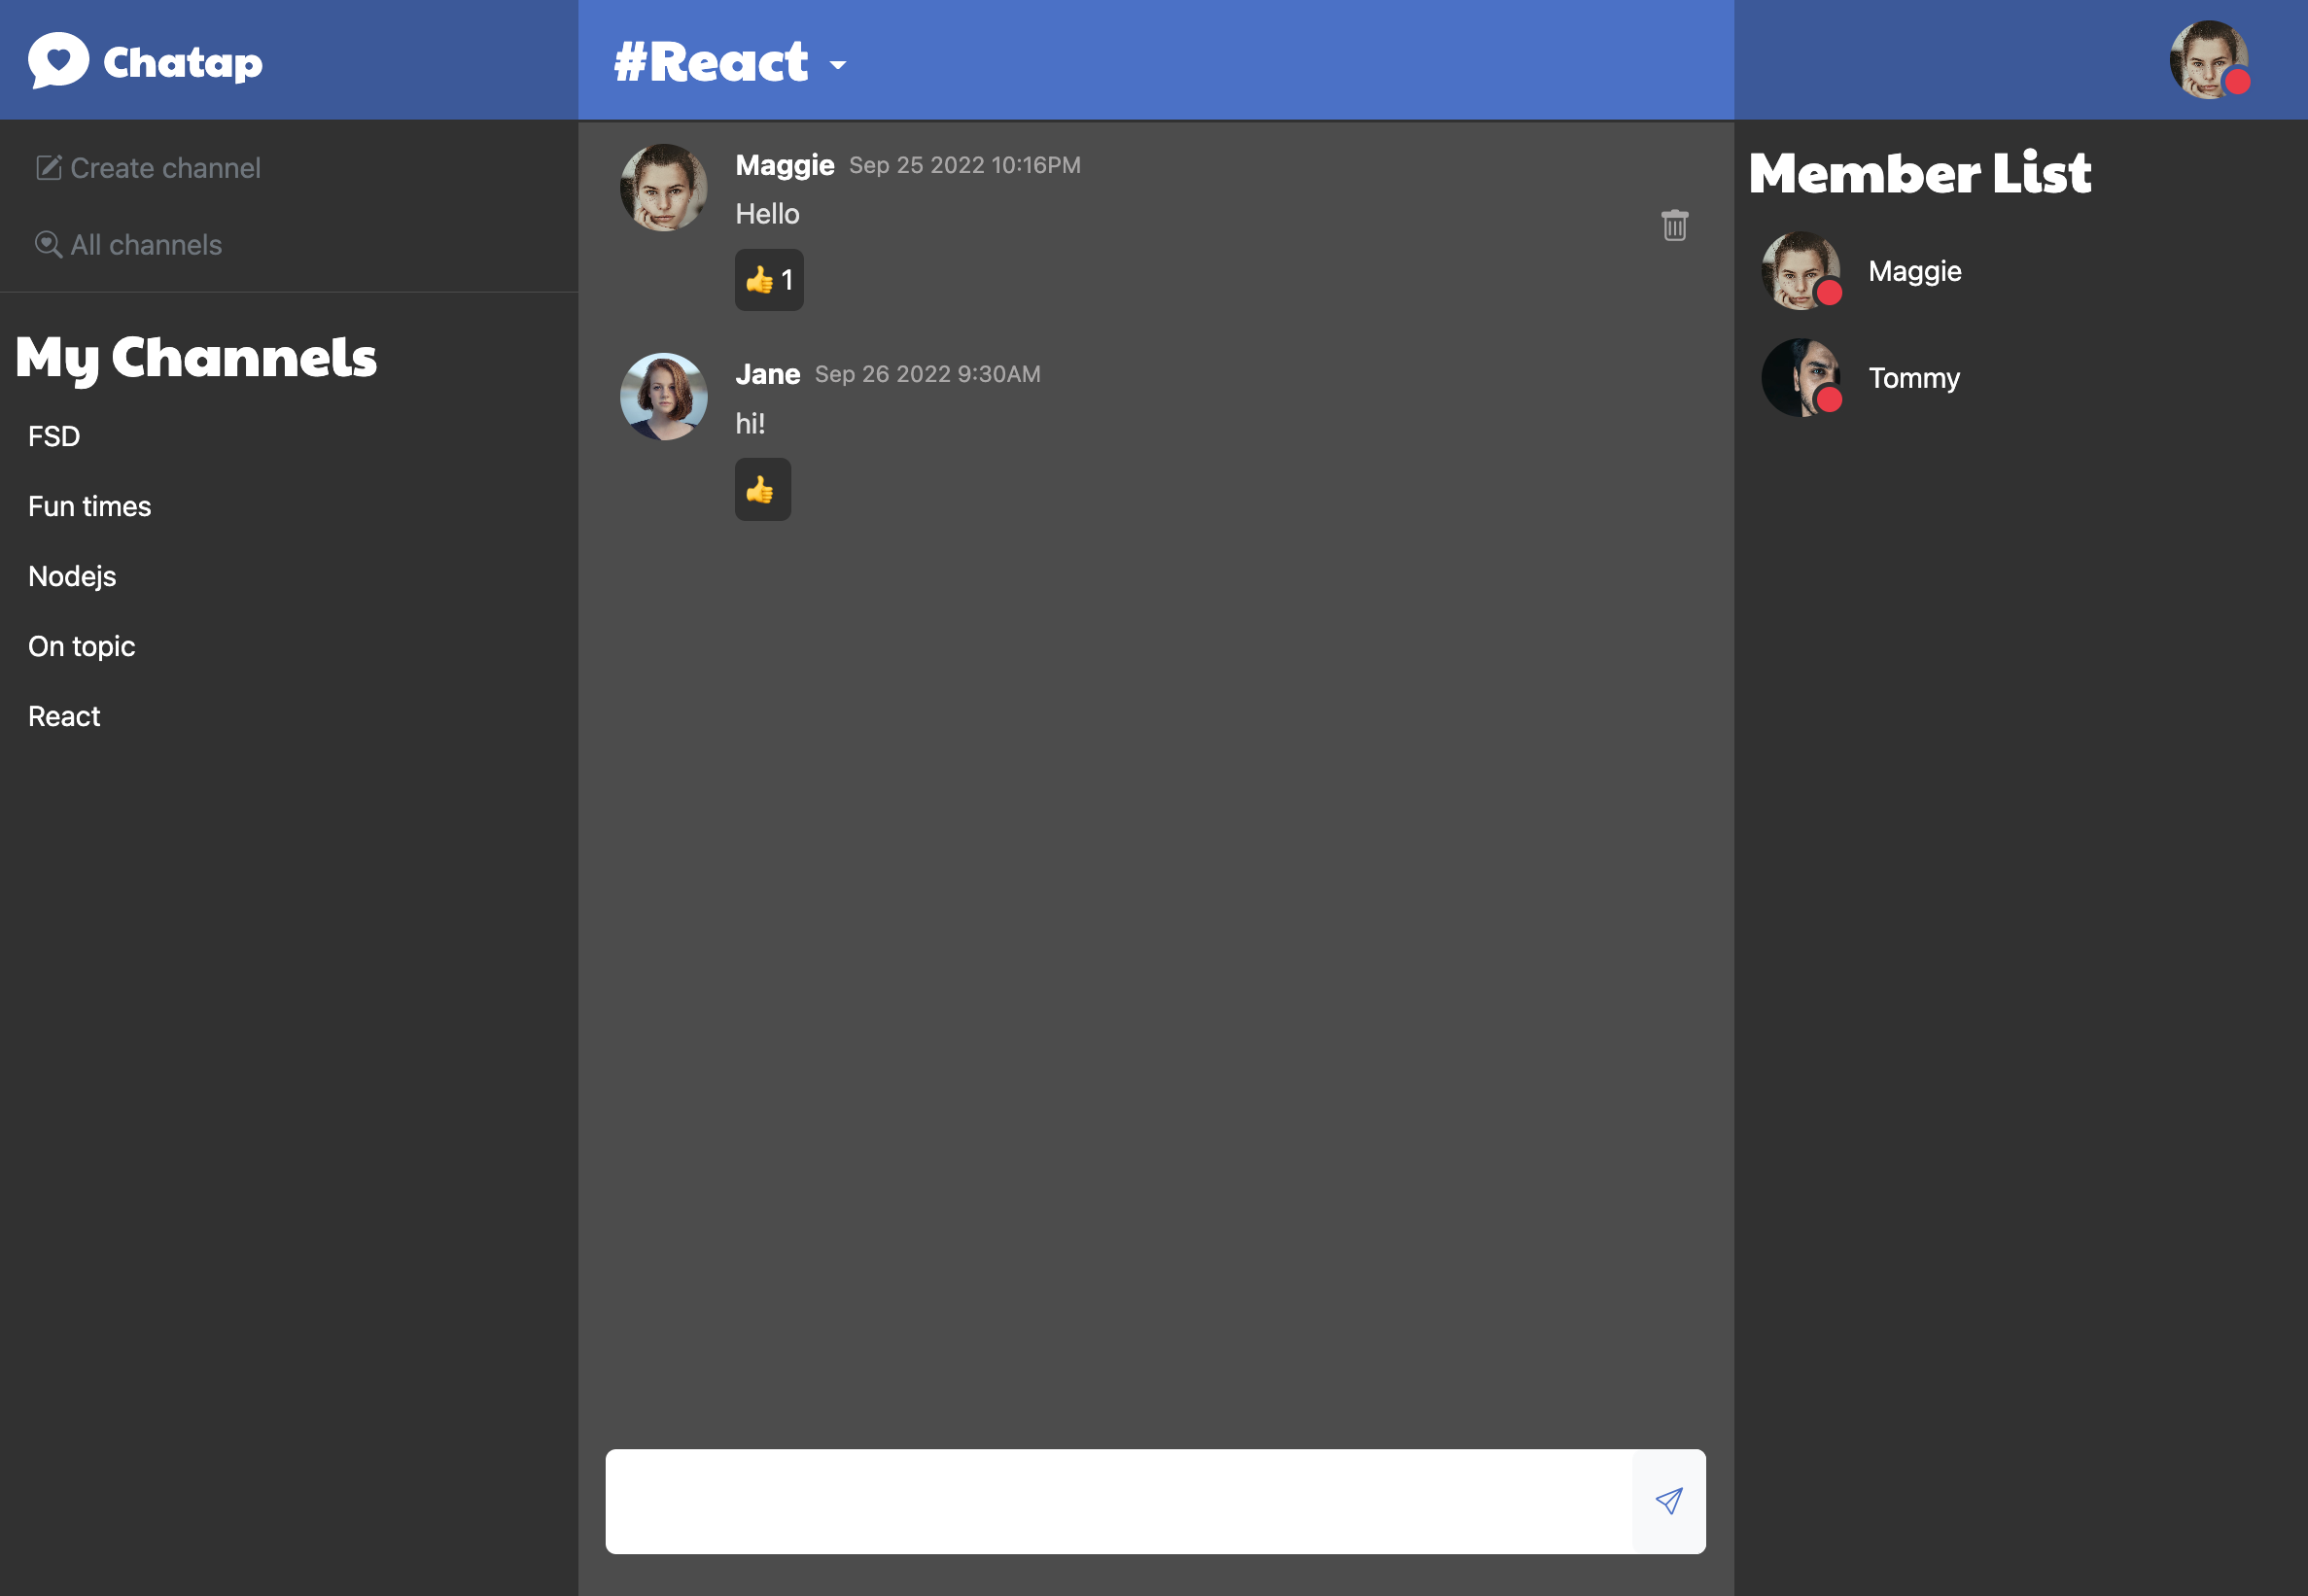 Chatap
Create channel
All channels
My Channels
FSD
Fun times
Nodejs
On topic
React
#React
Maggie Sep 25 2022 10:16PM
Hello
👍 1
Jane Sep 26 2022 9:30AM
hi!
👍
Member List
Maggie
Tommy